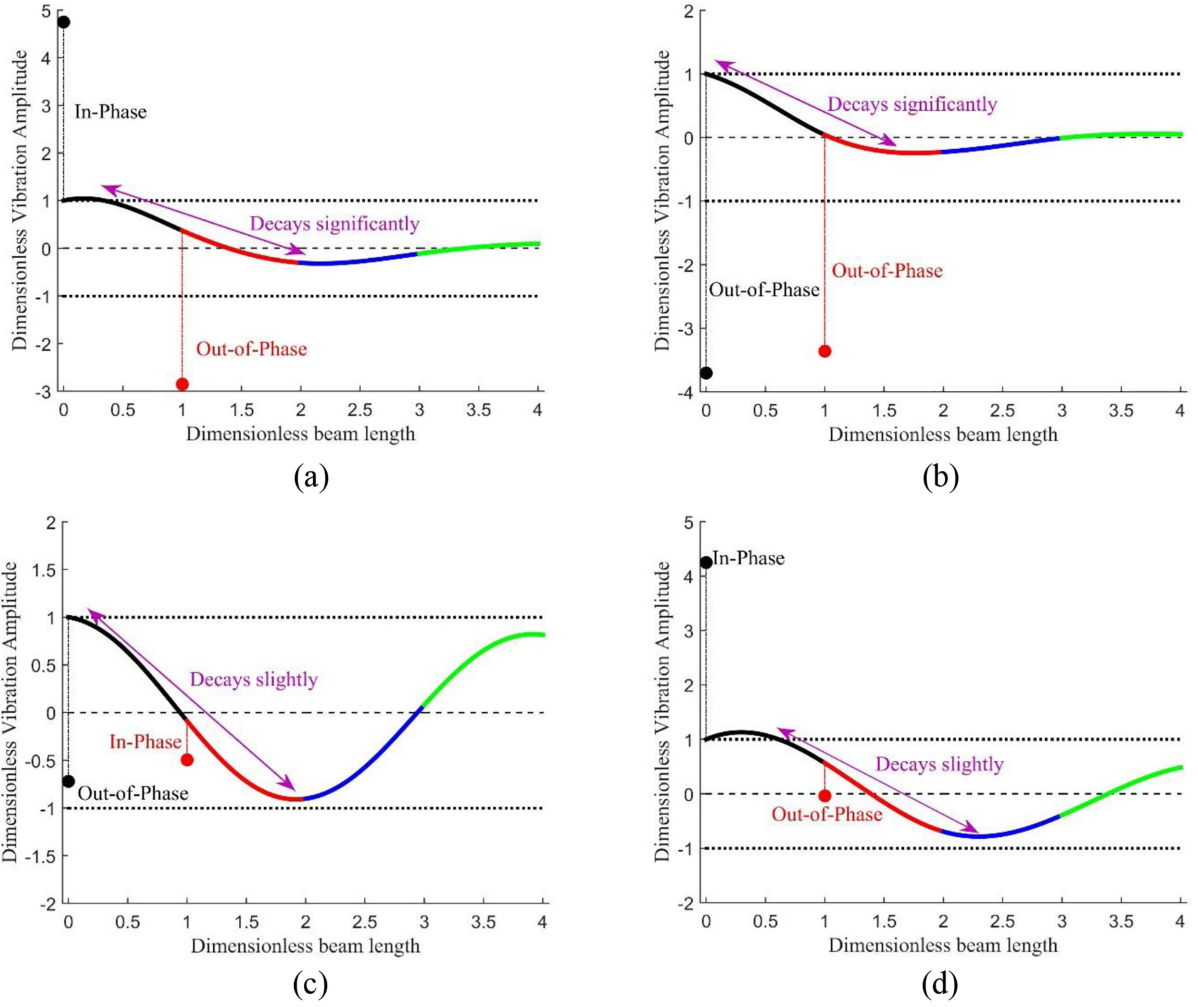 5
4
3
2
1
0
-1
-2
-3
Dimensionless Vibration Amplitude
In-Phase
Decays significantly
Out-of-Phase
0 0.5 1 1.5 2 2.5 3 3.5 4
Dimensionless beam length
(a)
2
1
0
-1
-2
-3
-4
Dimensionless Vibration Amplitude
Decays significantly
Out-of-Phase
Out-of-Phase
0 0.5 1 1.5 2 2.5 3 3.5 4
Dimensionless beam length
(b)
2
1.5
1
0.5
0
-0.5
-1
-1.5
-2
Dimensionless Vibration Amplitude
Decays slightly
In-Phase
Out-of-Phase
0 0.5 1 1.5 2 2.5 3 3.5 4
Dimensionless beam length
(c)
5
4
3
2
1
0
-1
-2
Dimensionless Vibration Amplitude
In-Phase
Decays slightly
Out-of-Phase
0 0.5 1 1.5 2 2.5 3 3.5 4
Dimensionless beam length
(d)